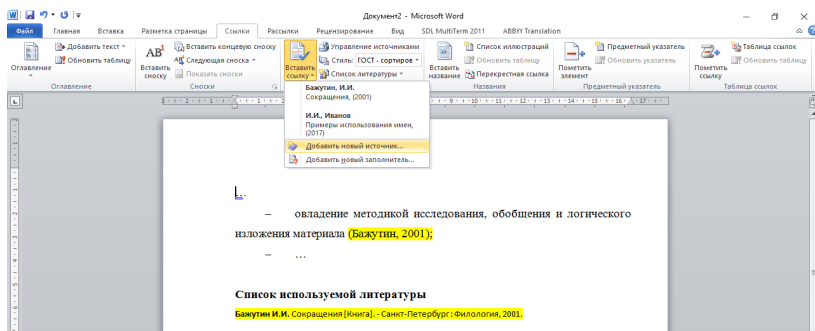 Документ2 - Microsoft Word
Файл Главная Вставка Разметка страницы Ссылки Рассылки Рецензирование Вид SDL MultiTerm 2011 ABBYY Translation
Оглавление
Добавить текст
Обновить таблицу
Оглавление
AB1
Вставить сноску
Вставить концевую сноску
Следующая сноска
Показать сноски
Сноски
Вставить ссылку
Управление источниками
Стиль: ГОСТ - сортиров
Список литературы
Вставить название
Список иллюстраций
Обновить таблицу
Перекрестная ссылка
Названия
Пометить элемент
Предметный указатель
Обновить указатель
Предметный указатель
Пометить ссылку
Таблица ссылок
Обновить таблицу
Таблица ссылок
Бажутин, И.И.
Сокращения, (2001)
И.И., Иванов
Примеры использования имен,
(2017)
Добавить новый источник...
Добавить новый заполнитель...
...
– овладение методикой исследования, обобшения и логического
изложения материала (Бажутин, 2001);
– ...
Список используемой литературы
Бажутин И.И. Сокращения [Книга]. - Санкт-Петербург : Филология, 2001.